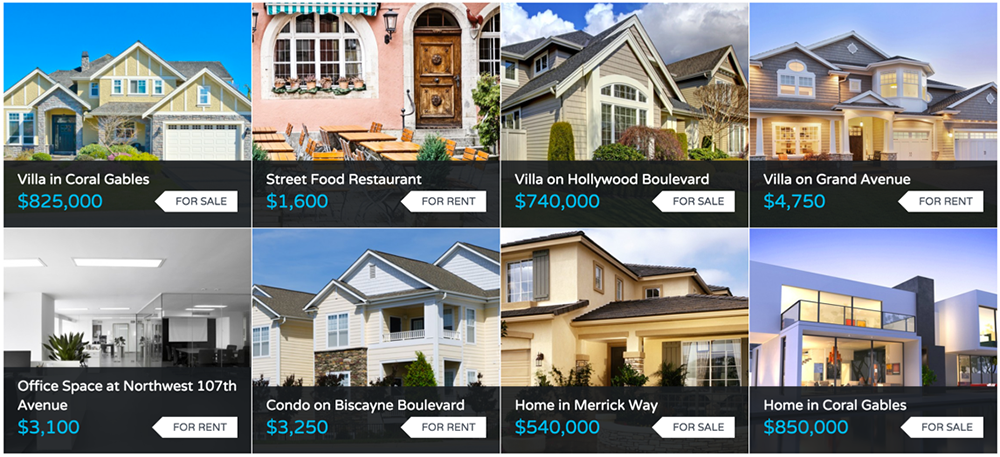 Villa in Coral Gables
$825,000
FOR SALE
Street Food Restaurant
$1,600
FOR RENT
Villa on Hollywood Boulevard
$740,000
FOR SALE
Villa on Grand Avenue
$4,750
FOR RENT
Office Space at Northwest 107th
Avenue
$3,100
FOR RENT
Condo on Biscayne Boulevard
$3,250
FOR RENT
Home in Merrick Way
$540,000
FOR SALE
Home in Coral Gables
$850,000
FOR SALE